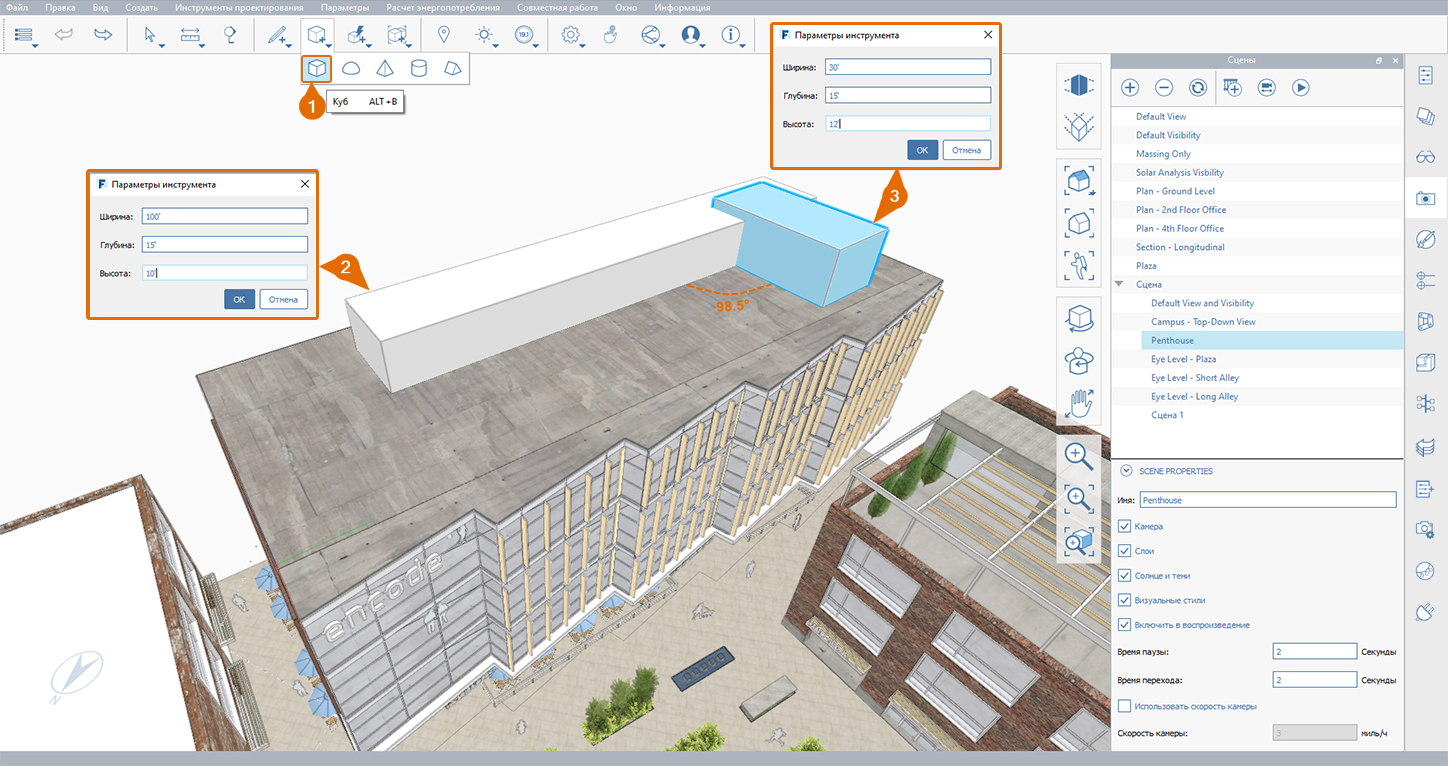 Файл Правка Вид Создать Инструменты проектирования Параметры Расчет энергопотребления Совместная работа Окно Информация
19.1
Куб ALT +B
1
Параметры инструмента
Ширина: 30'
Глубина: 15'
Высота: 12'
OK Отмена
3
Параметры инструмента
Ширина: 100'
Глубина: 15'
Высота: 10'
OK Отмена
2
98.5°
encode
N
Сцены
Default View
Default Visibility
Massing Only
Solar Analysis Visibility
Plan - Ground Level
Plan - 2nd Floor Office
Plan - 4th Floor Office
Section - Longitudinal
Plaza
Сцена
Default View and Visibility
Campus - Top-Down View
Penthouse
Eye Level - Plaza
Eye Level - Short Alley
Eye Level - Long Alley
Сцена 1
SCENE PROPERTIES
Имя: Penthouse
Камера
Слои
Солнце и тени
Визуальные стили
Включить в воспроизведение
Время паузы: 2 Секунды
Время перехода: 2 Секунды
Использовать скорость камеры
Скорость камеры: 3 миль/ч